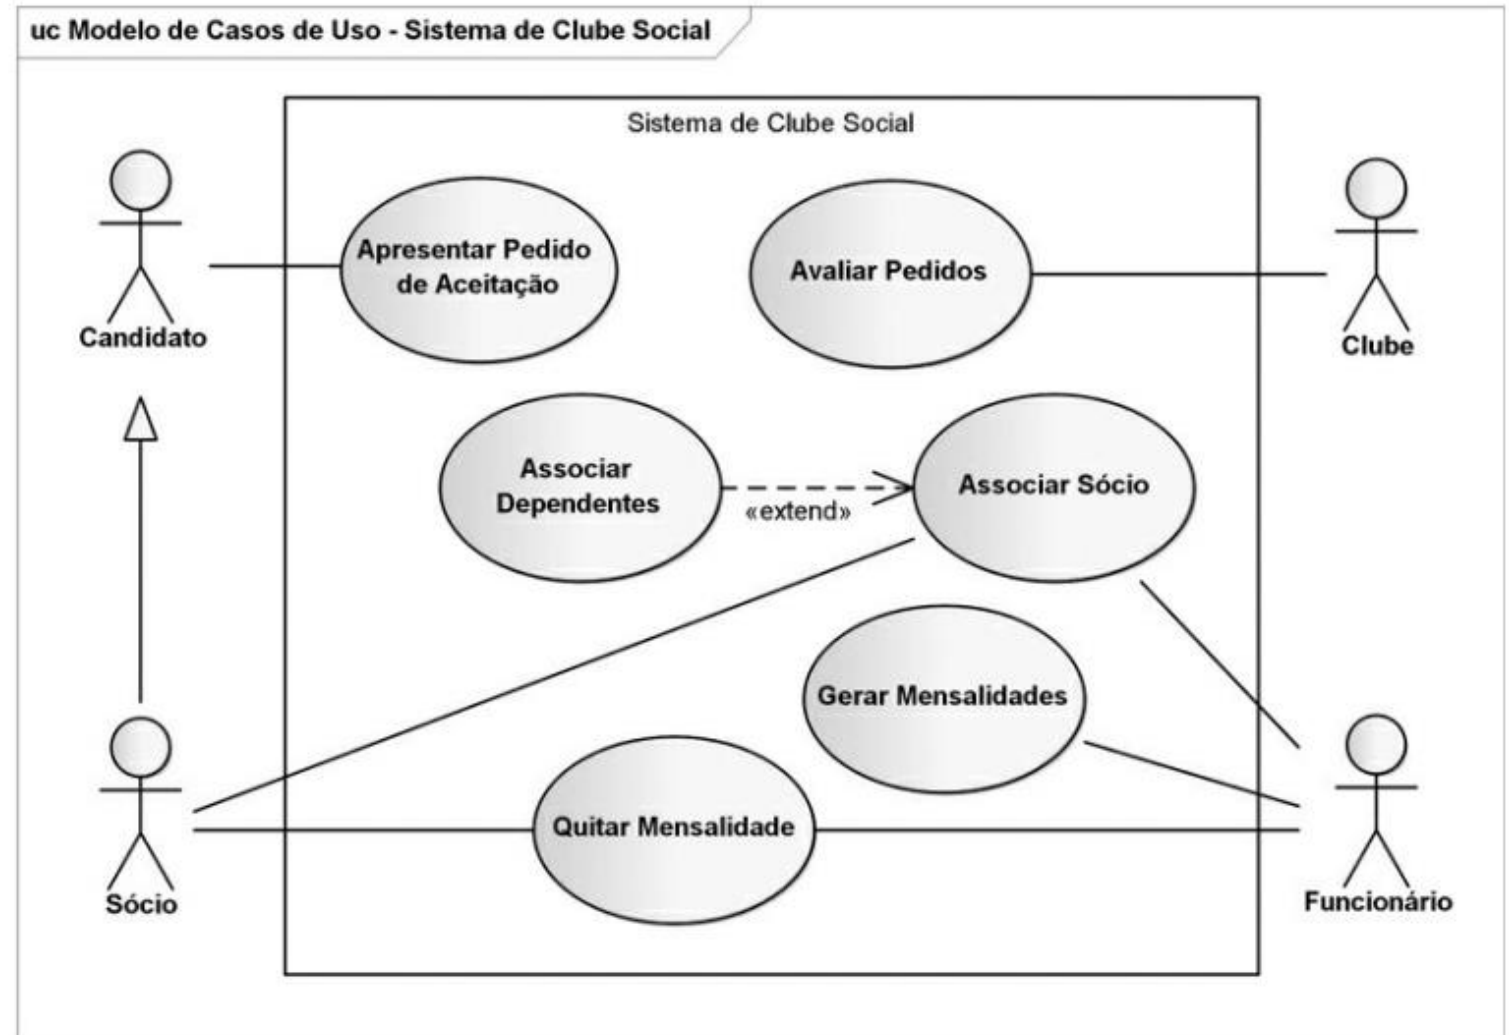 uc Modelo de Casos de Uso - Sistema de Clube Social
Sistema de Clube Social
Apresentar Pedido
de Aceitação
Avaliar Pedidos
Candidato
Clube
Associar
Dependentes
«extend»
Associar Sócio
Gerar Mensalidades
Quitar Mensalidade
Sócio
Funcionário